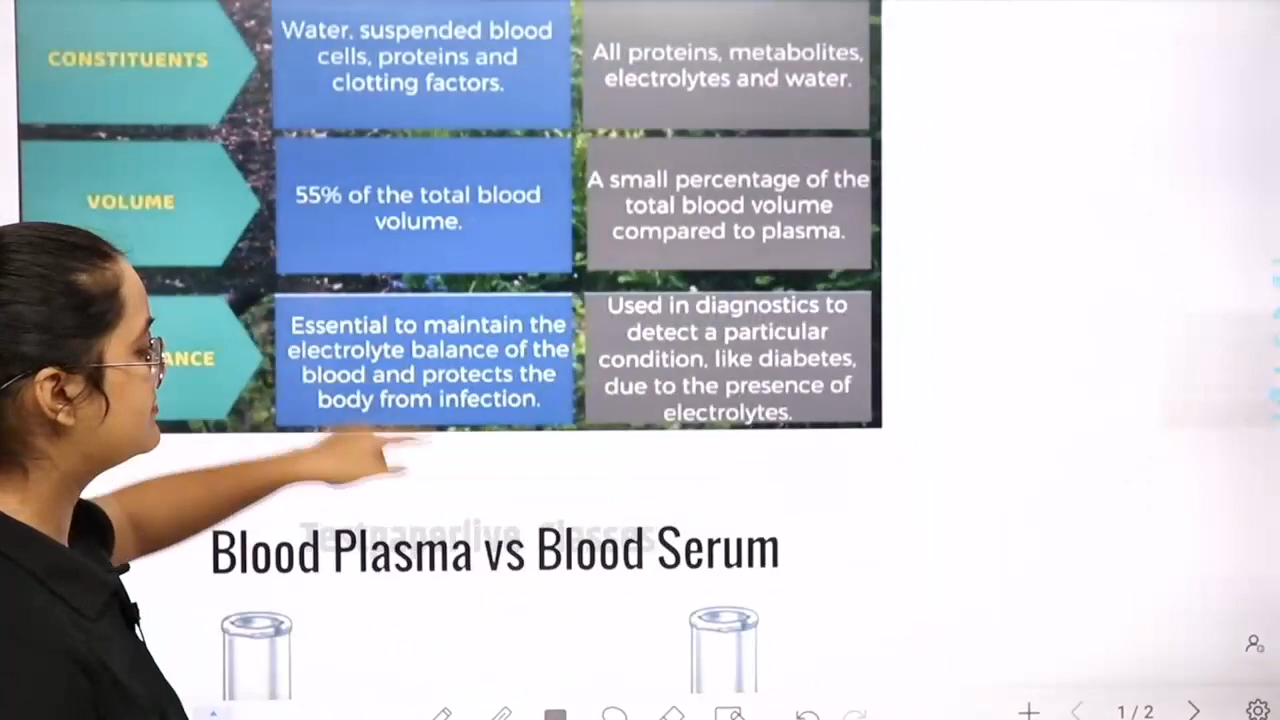 CONSTITUENTS
Water, suspended blood
cells, proteins and
clotting factors.
All proteins, metabolites,
electrolytes and water.
VOLUME
55% of the total blood
volume.
A small percentage of the
total blood volume
compared to plasma.
ANCE
Essential to maintain the
electrolyte balance of the
blood and protects the
body from infection.
Used in diagnostics to
detect a particular
condition, like diabetes,
due to the presence of
electrolytes.
Testpaperlive Classes
Blood Plasma vs Blood Serum
1/2